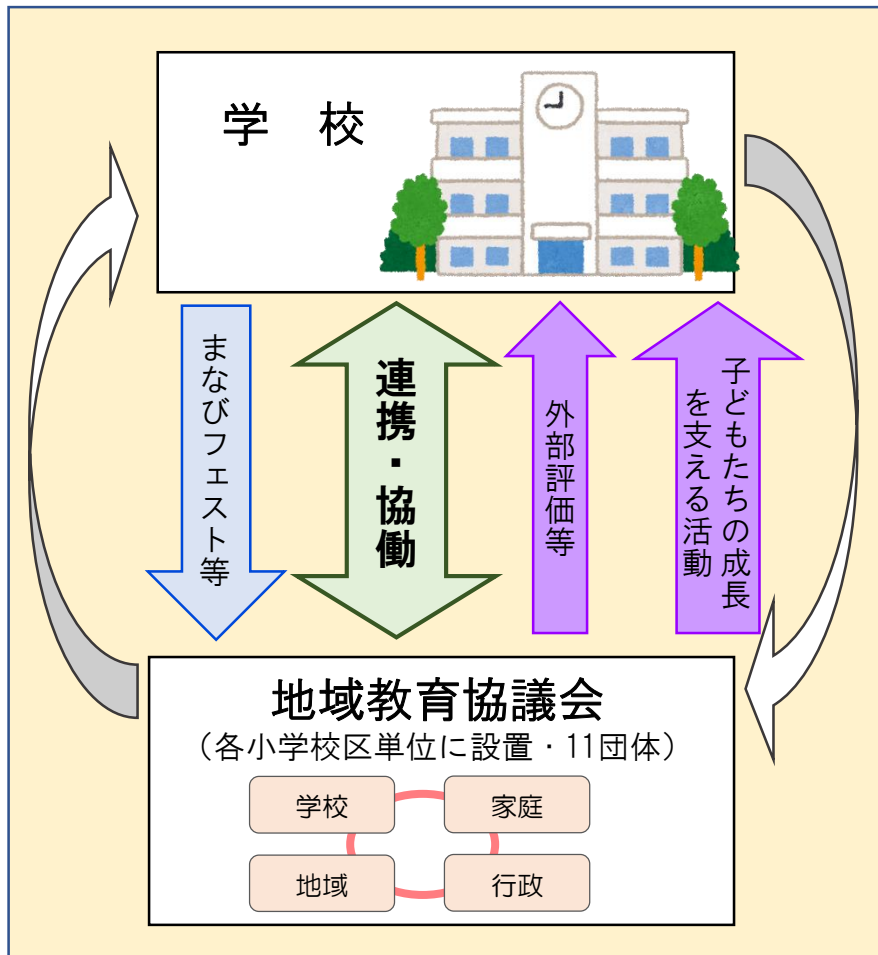 学　校
まなびフェスト等
連携・協働
外部評価等
子どもたちの成長
を支える活動
地域教育協議会
（各小学校区単位に設置・11団体）
学校
家庭
地域
行政